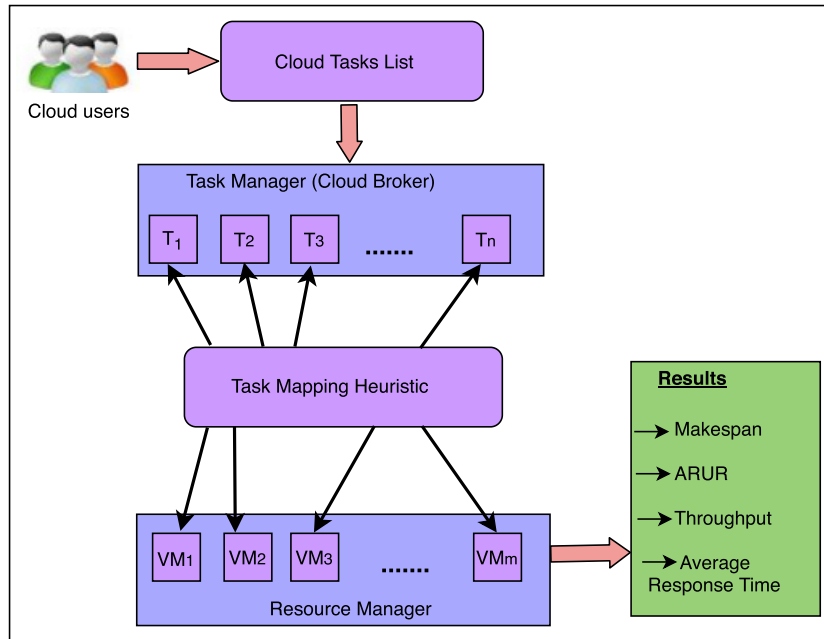 Cloud Tasks List
Cloud users
Task Manager (Cloud Broker)
T1 T2 T3 ....... Tn
Task Mapping Heuristic
Results
Makespan
ARUR
Throughput
Average
Response Time
VM1 VM2 VM3 ....... VMm
Resource Manager